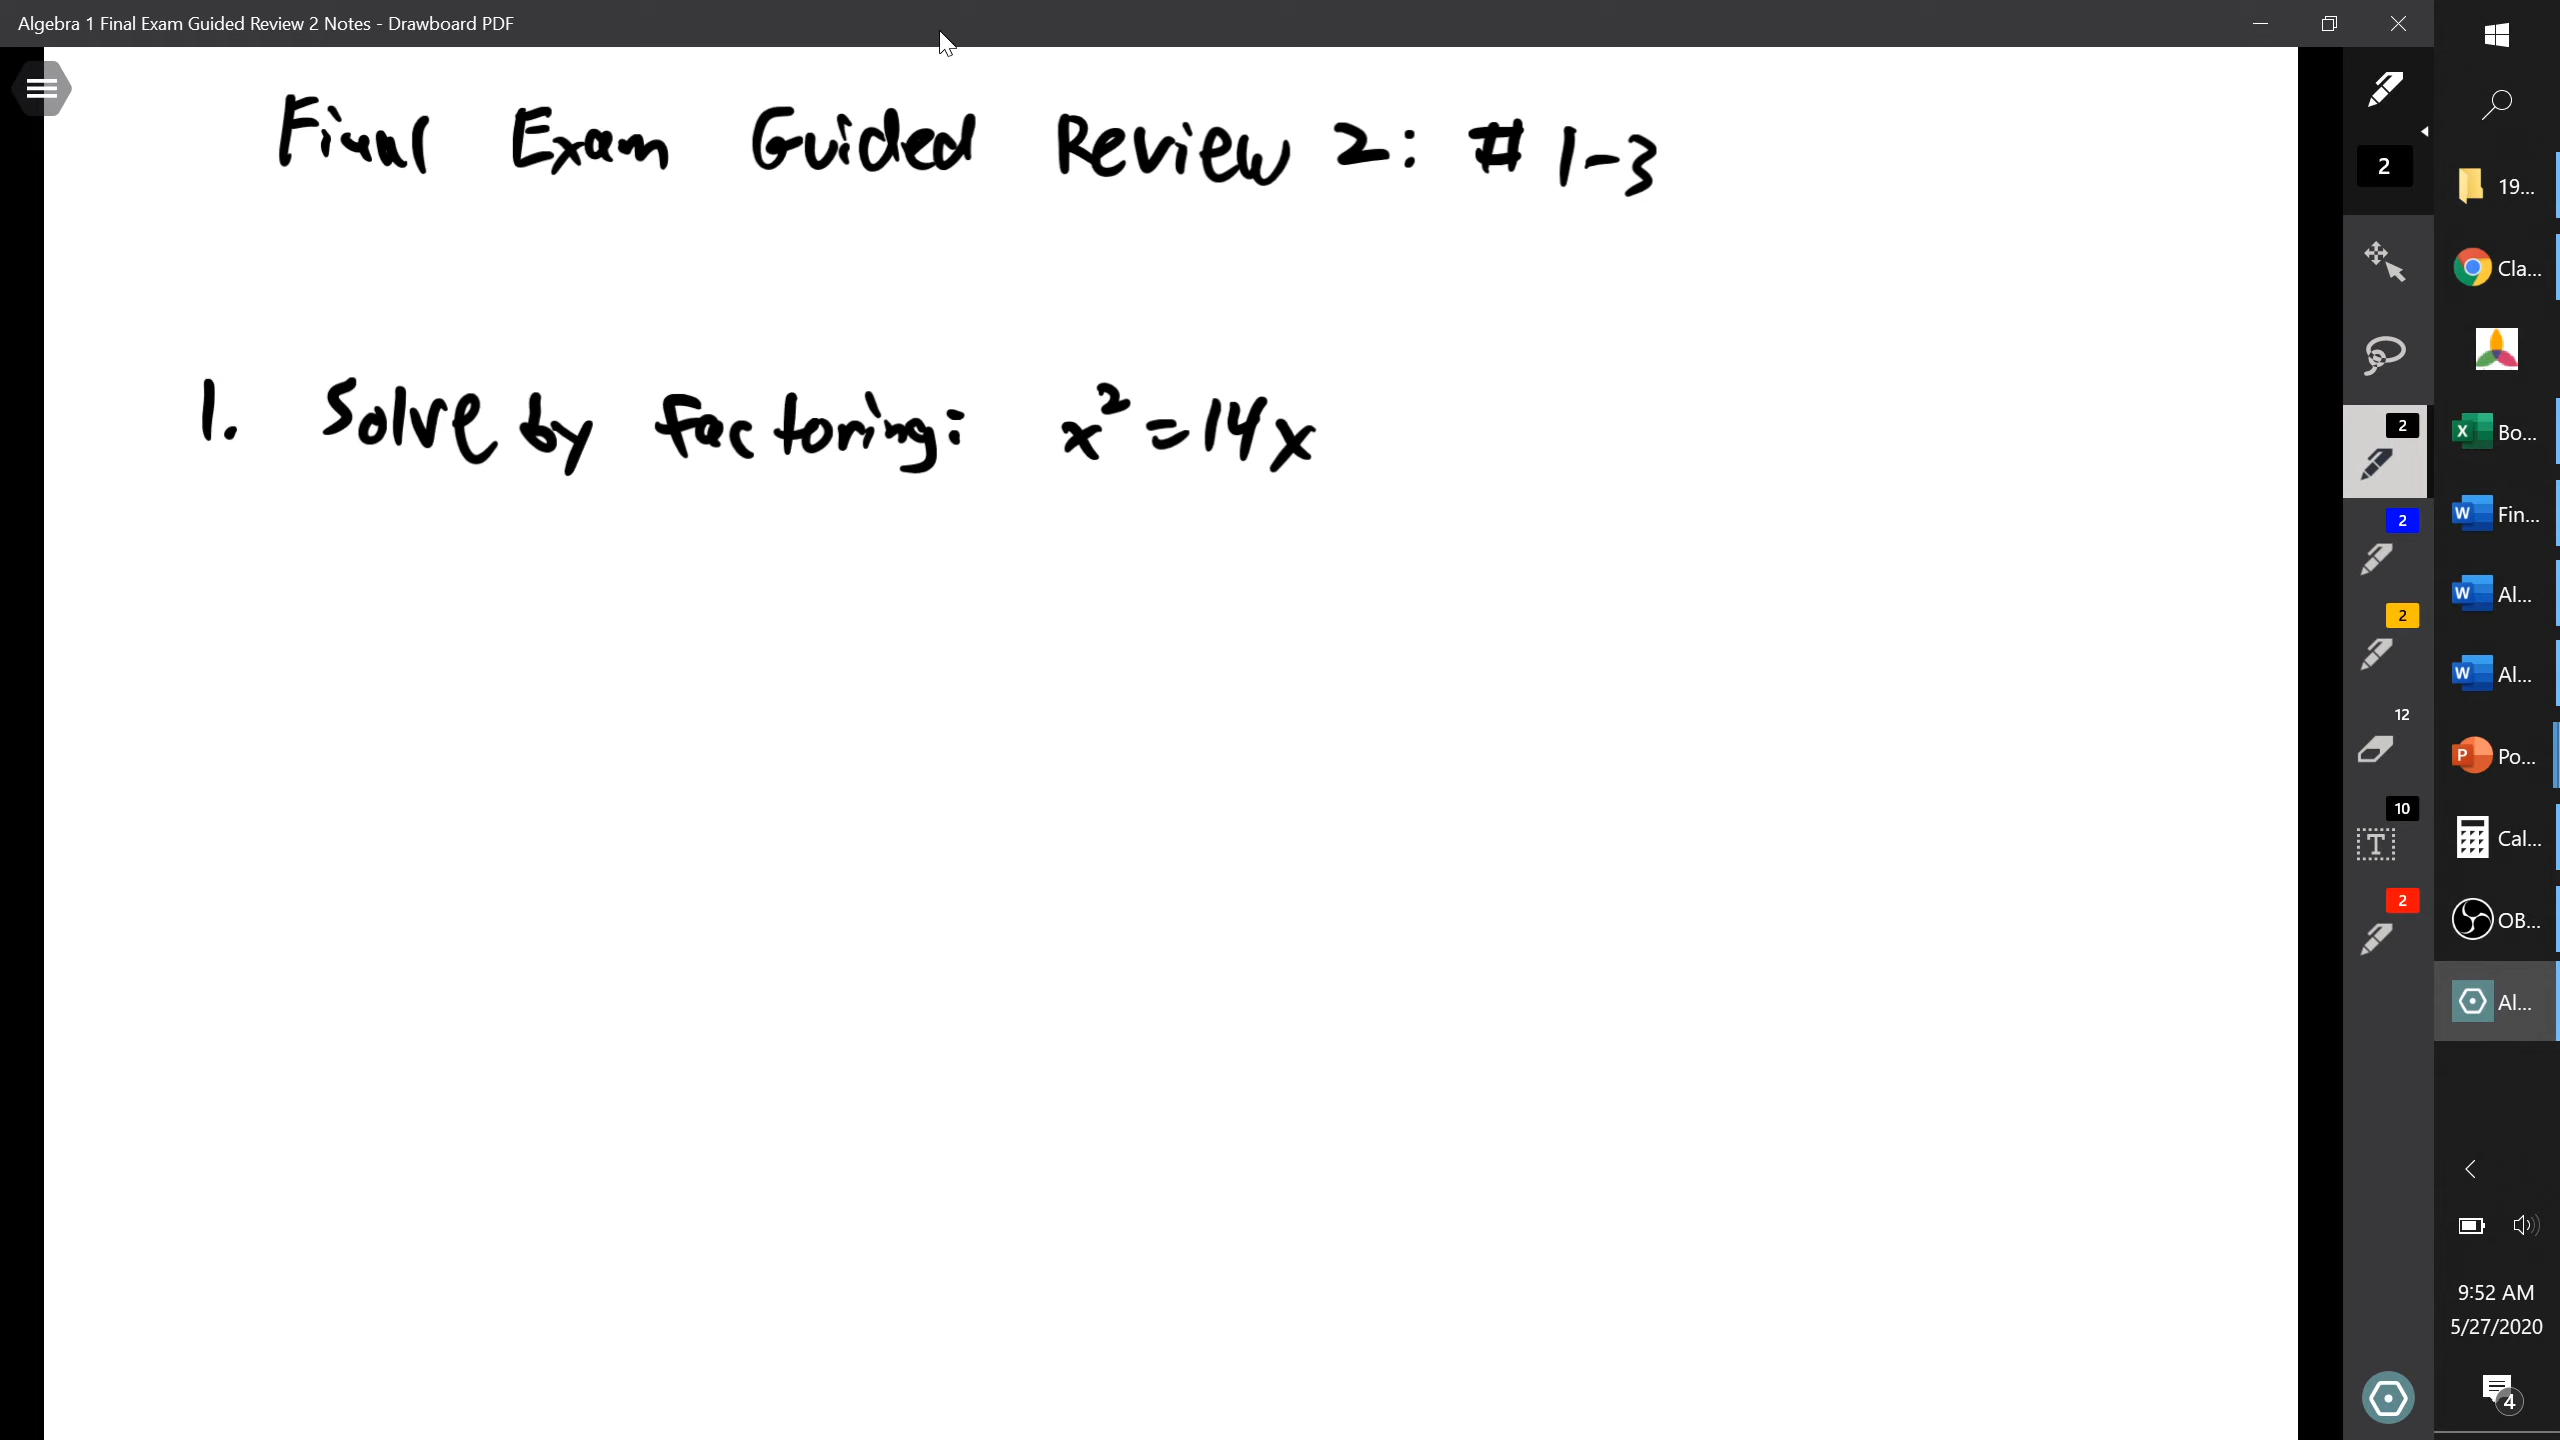 Algebra 1 Final Exam Guided Review 2 Notes - Drawboard PDF
Final Exam Guided Review 2: # 1-3
1. Solve by factoring: x² = 14x
2
2
2
2
12
10
2
19...
Cla...
Bo...
Fin...
Al...
Al...
Po...
Cal...
OB...
Al...
9:52 AM
5/27/2020
4